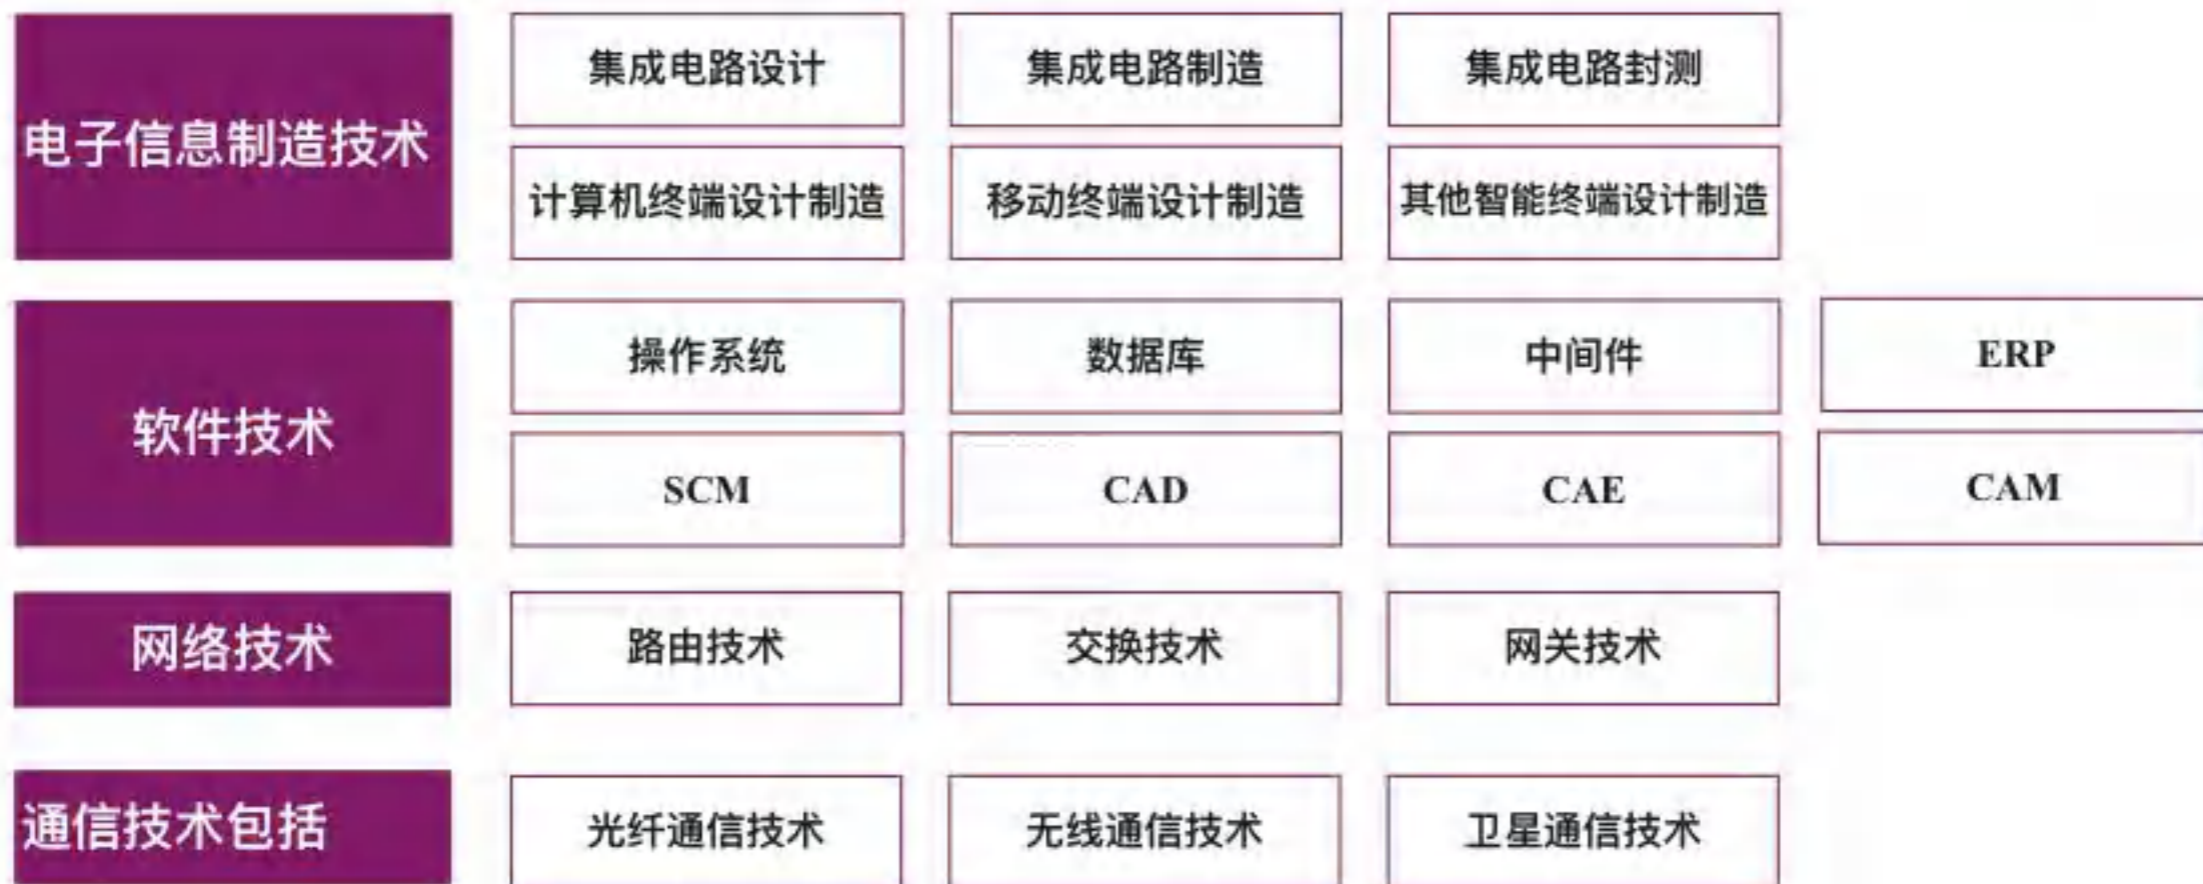 电子信息制造技术
集成电路设计
集成电路制造
集成电路封测
计算机终端设计制造
移动终端设计制造
其他智能终端设计制造
软件技术
操作系统
数据库
中间件
ERP
SCM
CAD
CAE
CAM
网络技术
路由技术
交换技术
网关技术
通信技术包括
光纤通信技术
无线通信技术
卫星通信技术